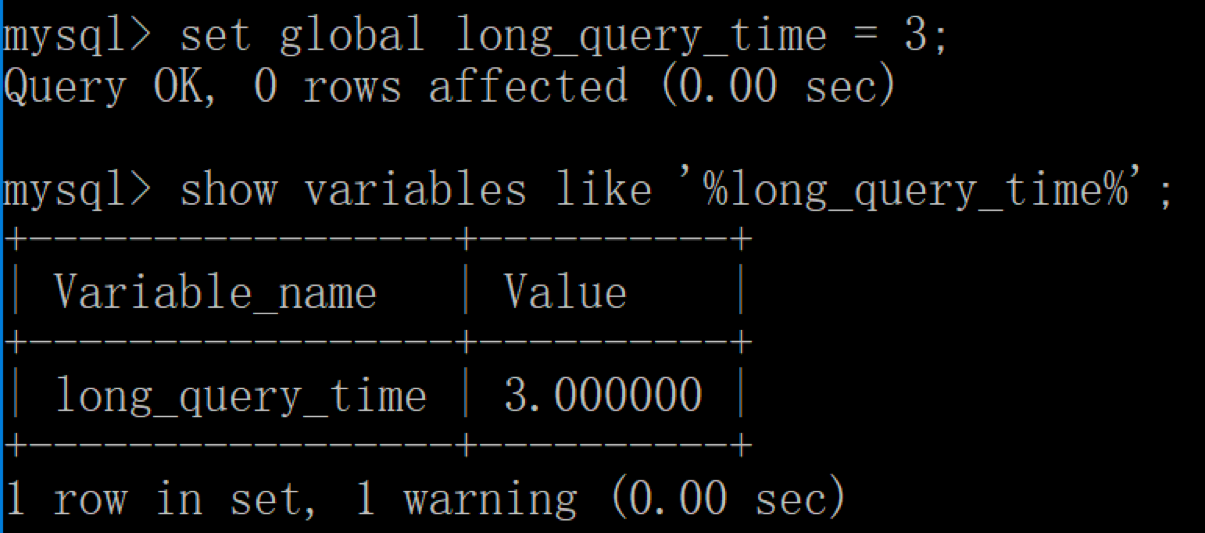 mysql> set global long_query_time = 3;
Query OK, 0 rows affected (0.00 sec)
mysql> show variables like '%long_query_time%';
+-----------------+----------+
| Variable_name   | Value    |
+-----------------+----------+
| long_query_time | 3.000000 |
+-----------------+----------+
1 row in set, 1 warning (0.00 sec)